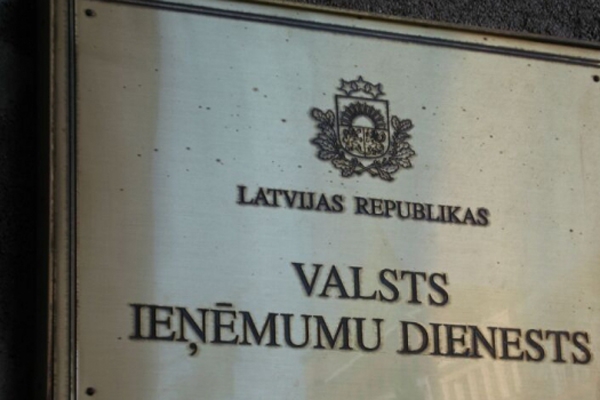 LATVIJAS REPUBLIKAS
VALSTS
IEŅĒMUMU DIENESTS